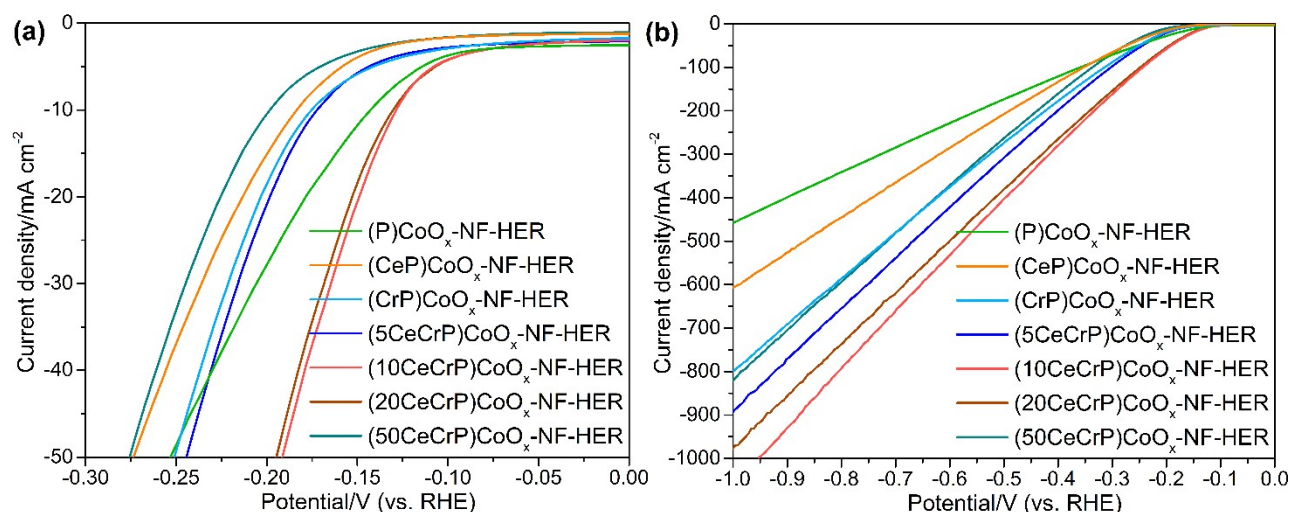 (a)
Current density/mA cm⁻²
0
-10
-20
-30
-40
-50
(P)CoOₓ-NF-HER
(CeP)CoOₓ-NF-HER
(CrP)CoOₓ-NF-HER
(5CeCrP)CoOₓ-NF-HER
(10CeCrP)CoOₓ-NF-HER
(20CeCrP)CoOₓ-NF-HER
(50CeCrP)CoOₓ-NF-HER
-0.30 -0.25 -0.20 -0.15 -0.10 -0.05 0.00
Potential/V (vs. RHE)
(b)
Current density/mA cm⁻²
0
-100
-200
-300
-400
-500
-600
-700
-800
-900
-1000
(P)CoOₓ-NF-HER
(CeP)CoOₓ-NF-HER
(CrP)CoOₓ-NF-HER
(5CeCrP)CoOₓ-NF-HER
(10CeCrP)CoOₓ-NF-HER
(20CeCrP)CoOₓ-NF-HER
(50CeCrP)CoOₓ-NF-HER
-1.0 -0.9 -0.8 -0.7 -0.6 -0.5 -0.4 -0.3 -0.2 -0.1 0.0
Potential/V (vs. RHE)